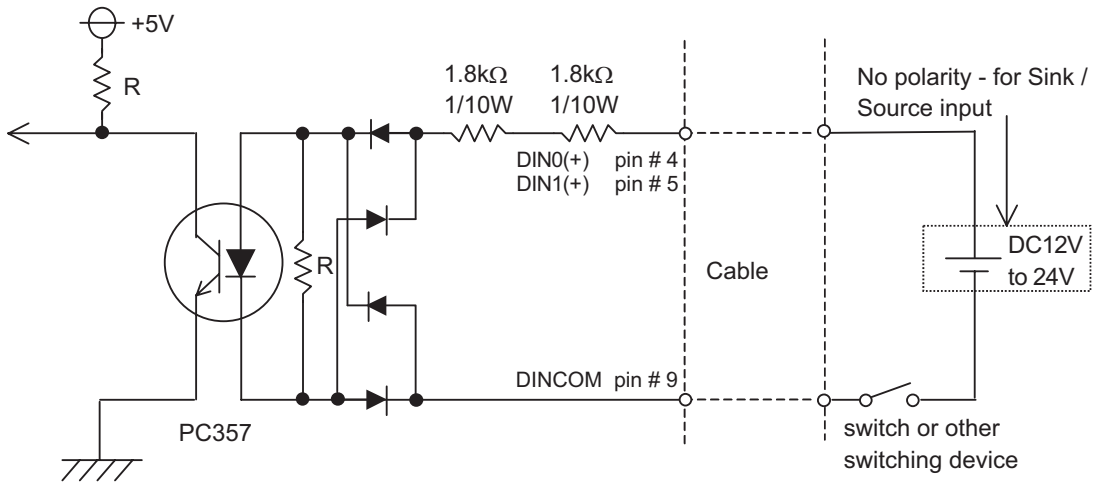 +5V
R
1.8kΩ 1.8kΩ
1/10W 1/10W
No polarity - for Sink /
Source input
DIN0(+) pin # 4
DIN1(+) pin # 5
R
Cable
DC12V
to 24V
DINCOM pin # 9
PC357
switch or other
switching device